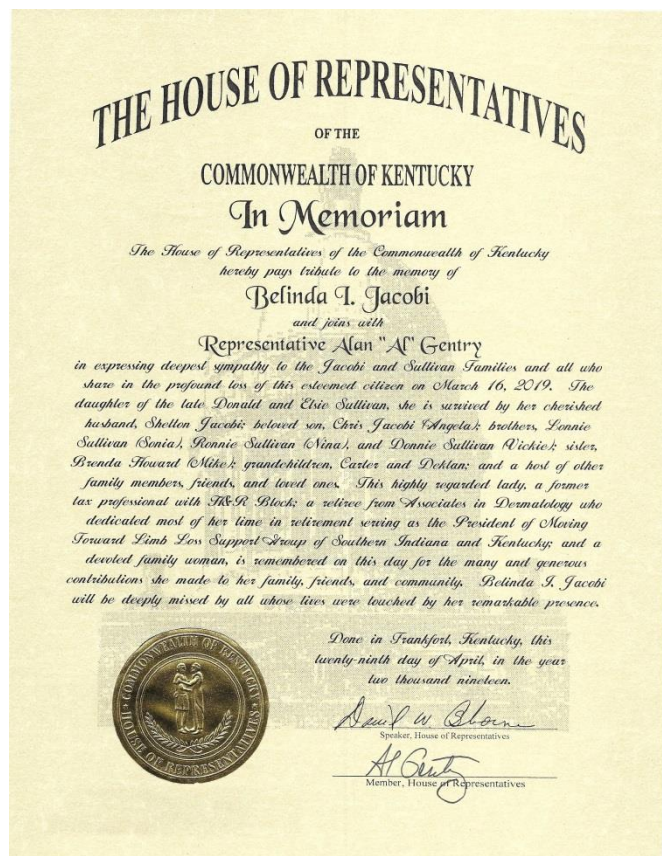 THE HOUSE OF REPRESENTATIVES
OF THE
COMMONWEALTH OF KENTUCKY
In Memoriam
The House of Representatives of the Commonwealth of Kentucky
hereby pays tribute to the memory of
Belinda I. Jacobi
and joins with
Representative Alan "Al" Gentry
in expressing deepest sympathy to the Jacobi and Sullivan Families and all who
share in the profound loss of this esteemed citizen on March 16, 2019. The
daughter of the late Donald and Elsie Sullivan, she is survived by her cherished
husband, Shelton Jacobi; beloved son, Chris Jacobi (Angela); brothers, Lonnie
Sullivan (Sonia), Ronnie Sullivan (Nina), and Donnie Sullivan (Vickie); sister,
Brenda Howard (Mike); grandchildren, Carter and Deklan; and a host of other
family members, friends, and loved ones. This highly regarded lady, a former
tax professional with H&R Block; a retiree from Associates in Dermatology who
dedicated most of her time in retirement serving as the President of Moving
Forward Limb Loss Support Group of Southern Indiana and Kentucky; and a
devoted family woman, is remembered on this day for the many and generous
contributions she made to her family, friends, and community. Belinda I. Jacobi
will be deeply missed by all whose lives were touched by her remarkable presence.
Done in Frankfort, Kentucky, this
twenty-ninth day of April, in the year
two thousand nineteen.
COMMONWEALTH OF KENTUCKY
HOUSE OF REPRESENTATIVES
David W. Osborne
Speaker, House of Representatives
Al Gentry
Member, House of Representatives